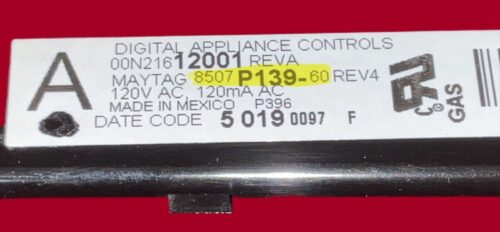 A
DIGITAL APPLIANCE CONTROLS
00N21612001 REVA
MAYTAG 8507P139-60 REV4
120V AC 120mA AC
MADE IN MEXICO P396
DATE CODE 5 019 0097 F
C
GAS